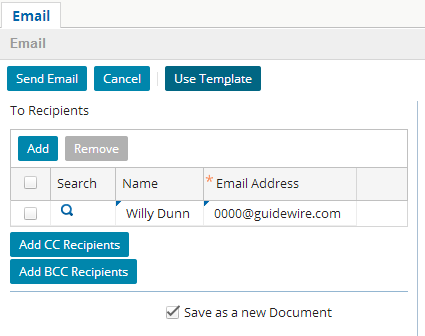 Email
Email
Send Email Cancel Use Template
To Recipients
Add Remove
Search Name * Email Address
Willy Dunn 0000@guidewire.com
Add CC Recipients
Add BCC Recipients
Save as a new Document